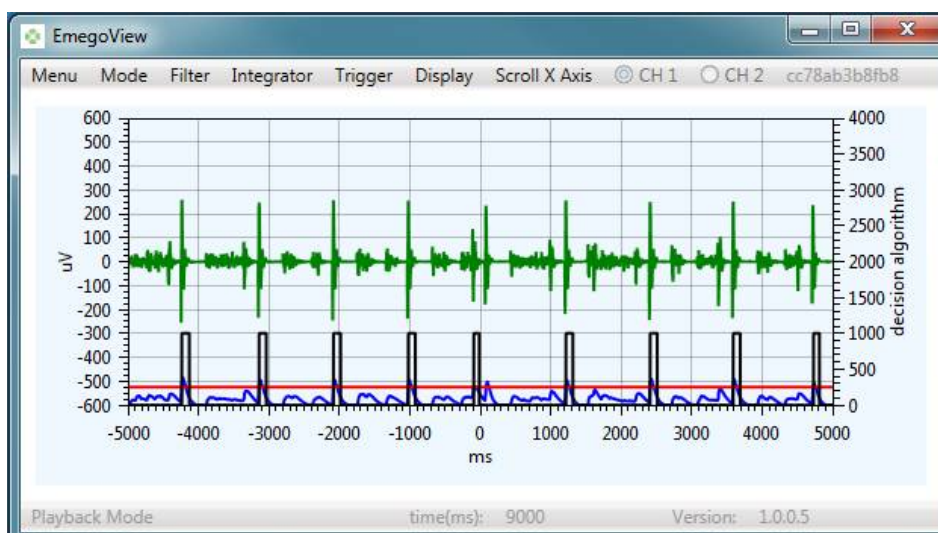 EmegoView
Menu Mode Filter Integrator Trigger Display Scroll X Axis CH 1 CH 2 cc78ab3b8fb8
600 4000
500 3500
400
300 3000
200 2500
100
0 2000
-100 1500
-200
-300 1000
-400 500
-500
-600 0
uV
decision algorithm
-5000 -4000 -3000 -2000 -1000 0 1000 2000 3000 4000 5000
ms
Playback Mode time(ms): 9000 Version: 1.0.0.5